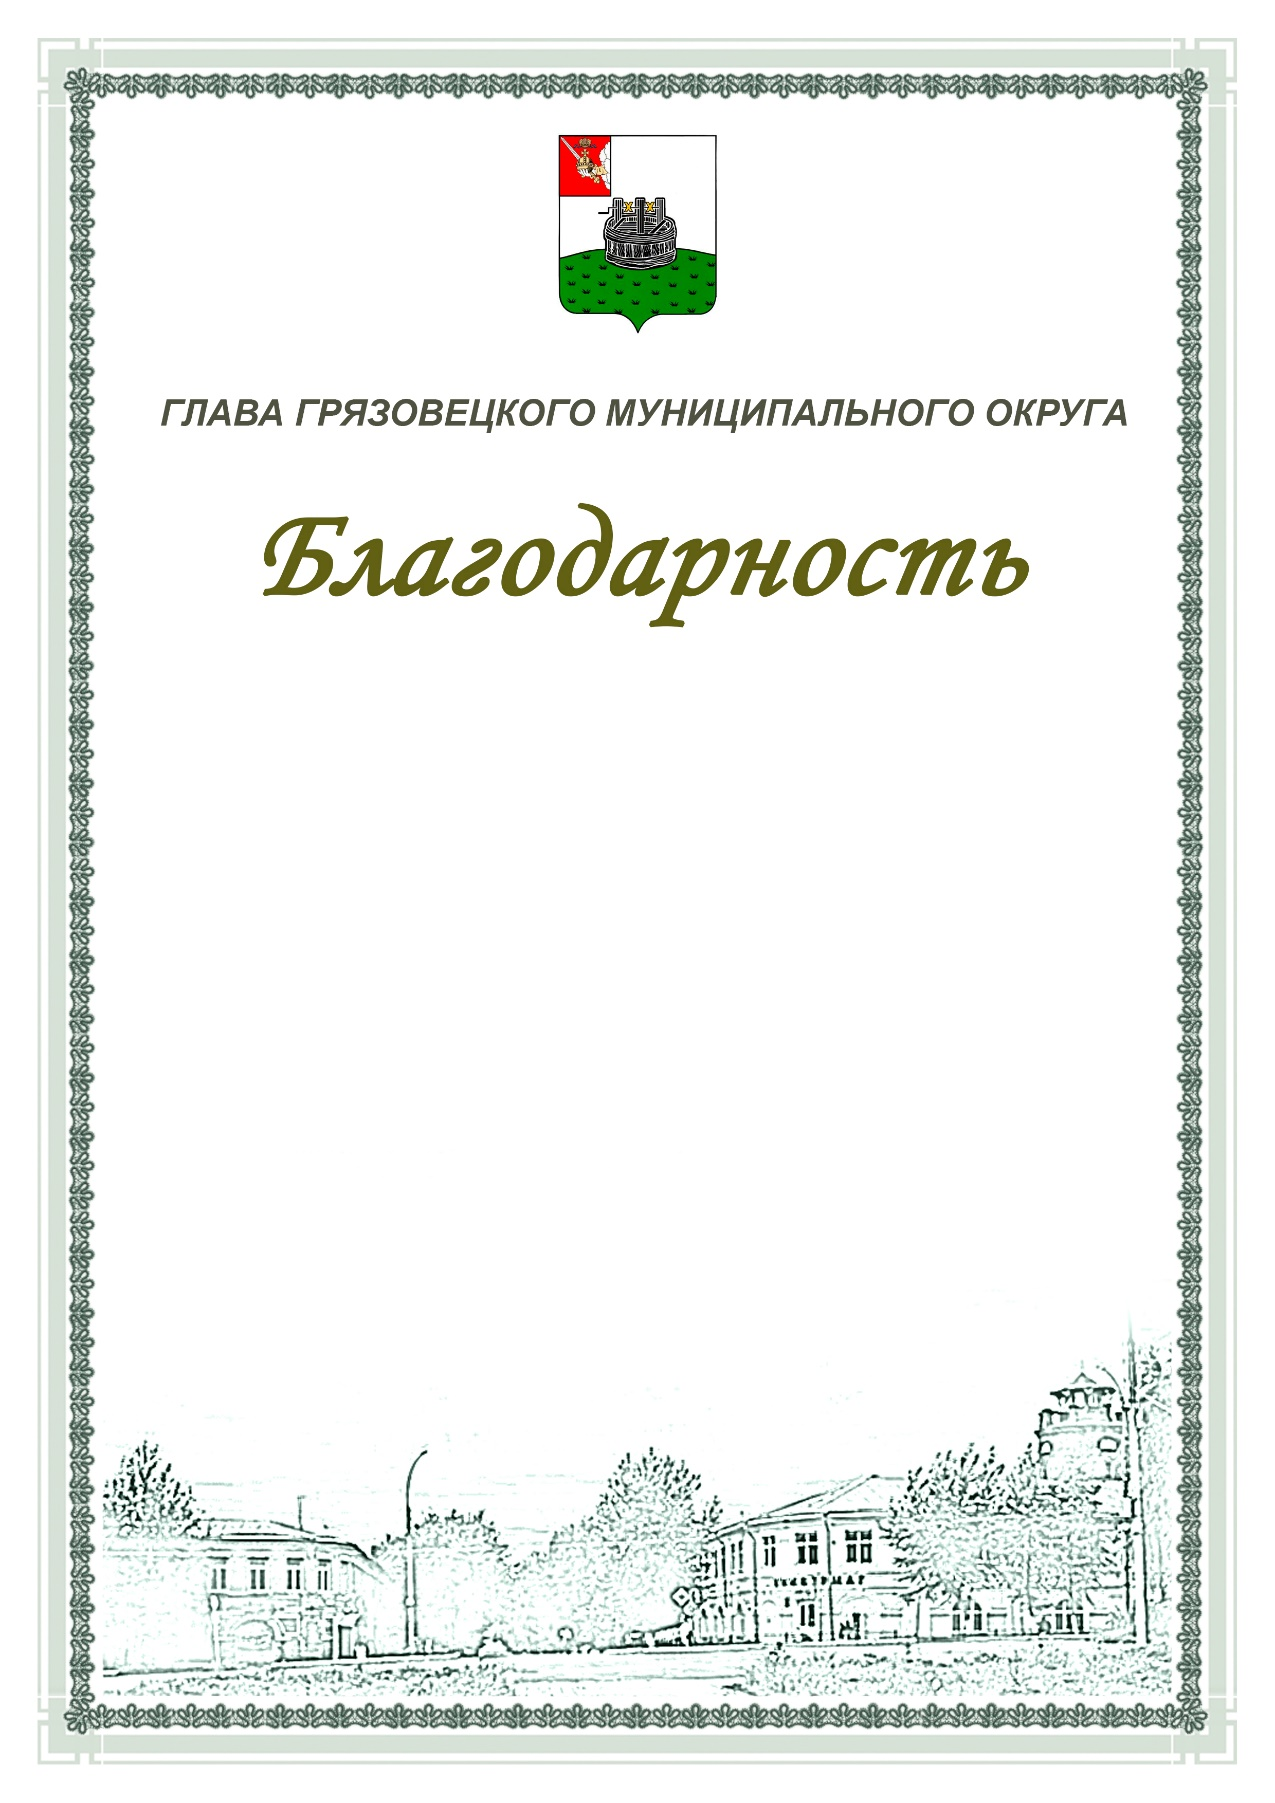 ГЛАВА ГРЯЗОВЕЦКОГО МУНИЦИПАЛЬНОГО ОКРУГА
Благодарность